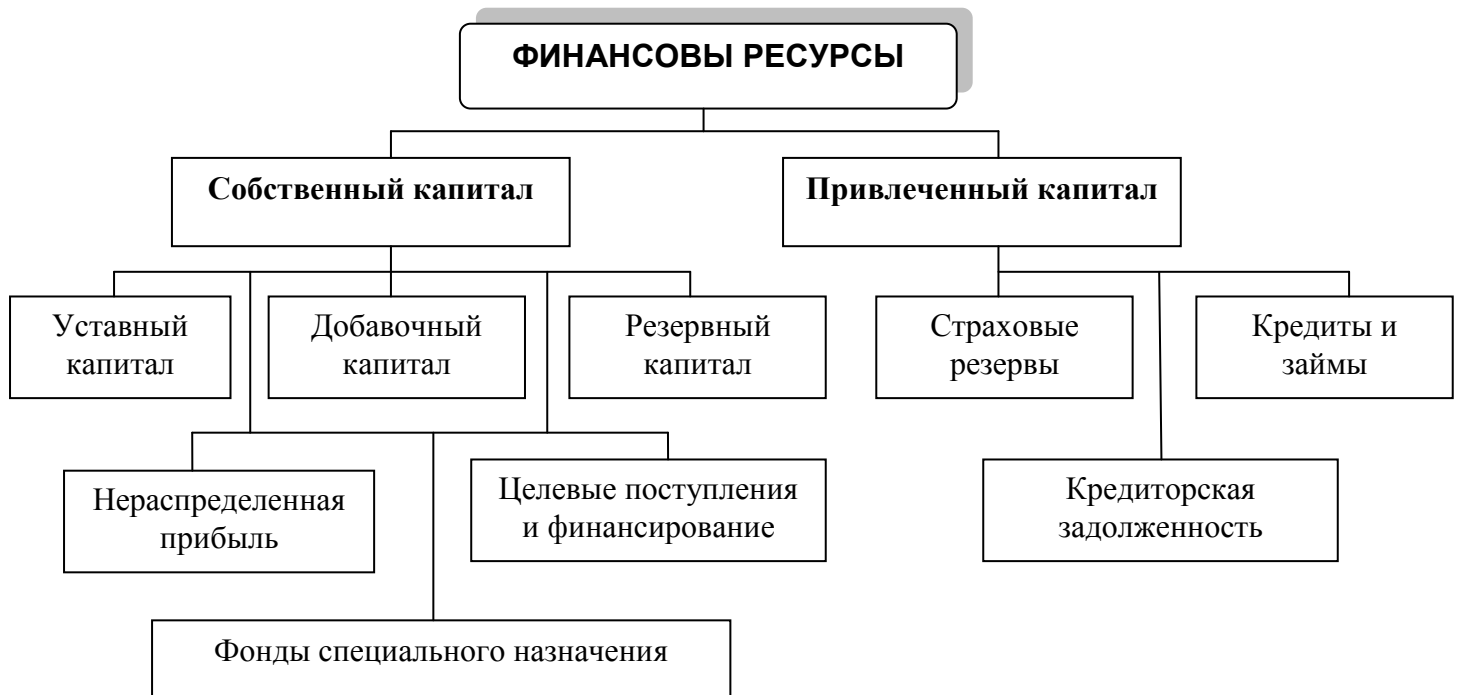 ФИНАНСОВЫ РЕСУРСЫ
Собственный капитал
Привлеченный капитал
Уставный
капитал
Добавочный
капитал
Резервный
капитал
Страховые
резервы
Кредиты и
займы
Нераспределенная
прибыль
Целевые поступления
и финансирование
Кредиторская
задолженность
Фонды специального назначения